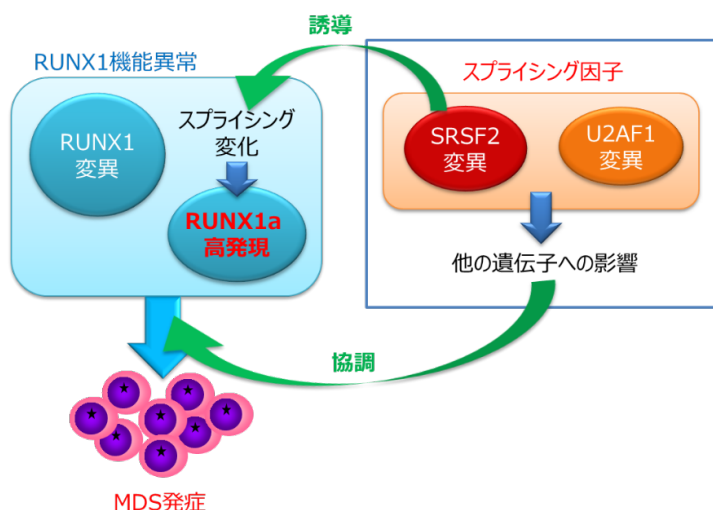 誘導
RUNX1機能異常
RUNX1
変異
スプライシング
変化
RUNX1a
高発現
スプライシング因子
SRSF2
変異
U2AF1
変異
他の遺伝子への影響
協調
MDS発症